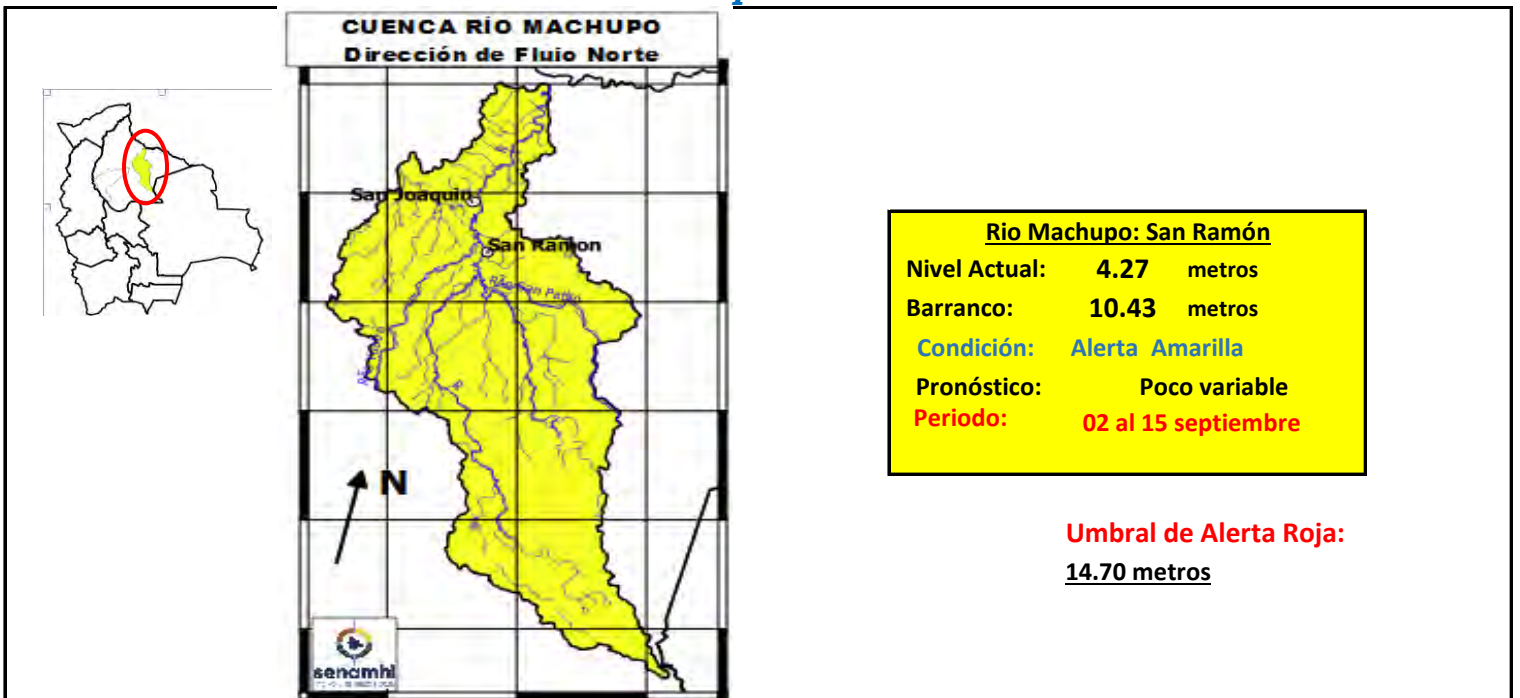 CUENCA RÍO MACHUPO
Dirección de Fluio Norte
San Joaquin
San Ramon
N
senamhi
Rio Machupo: San Ramón
Nivel Actual: 4.27 metros
Barranco: 10.43 metros
Condición: Alerta Amarilla
Pronóstico: Poco variable
Periodo: 02 al 15 septiembre
Umbral de Alerta Roja:
14.70 metros